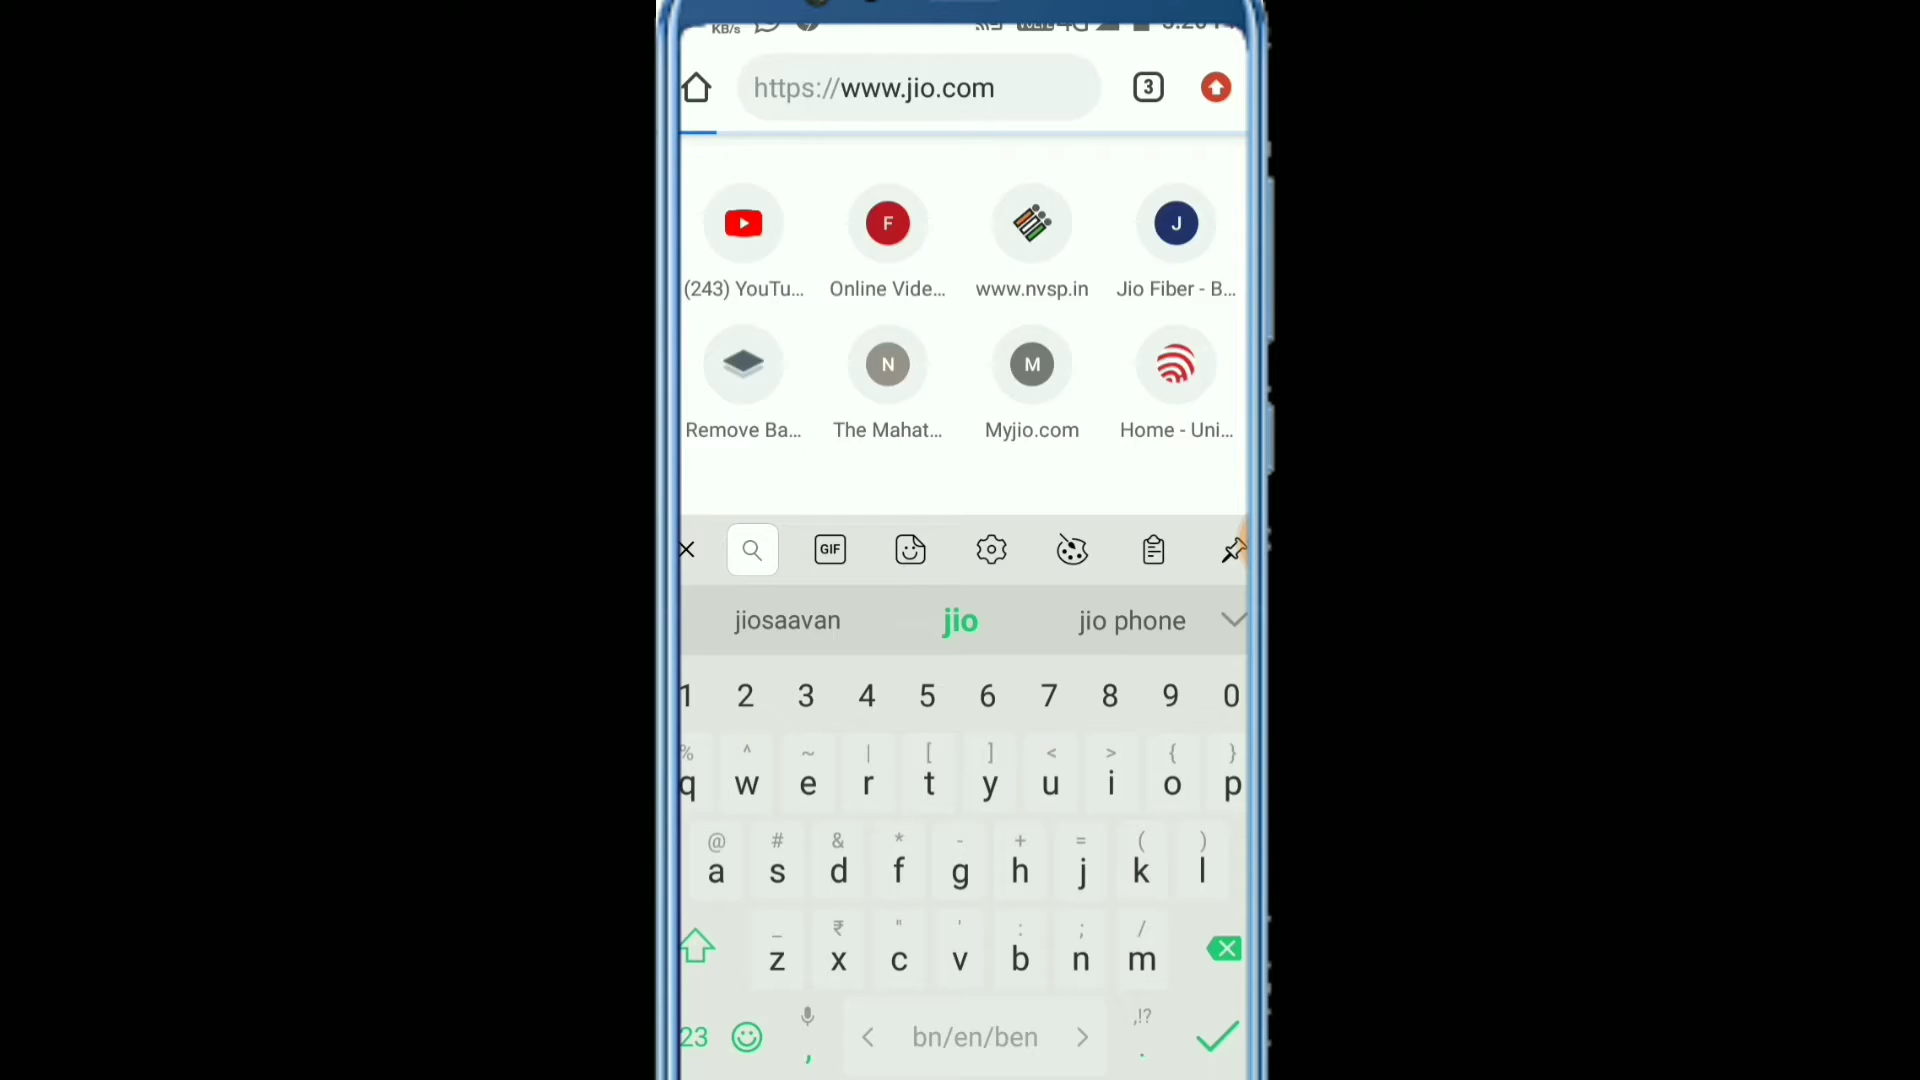 KB/s
https://www.jio.com
3
F
J
(243) YouTu...
Online Vide...
www.nvsp.in
Jio Fiber - B...
N
M
Remove Ba...
The Mahat...
Myjio.com
Home - Uni...
GIF
jiosaavan jio jio phone
1 2 3 4 5 6 7 8 9 0
% ^ ~ | [ ] < > { }
q w e r t y u i o p
@ # & * - + = ( )
a s d f g h j k l
_ ₹ " ' : ; /
z x c v b n m
,!?
23 , < bn/en/ben > .